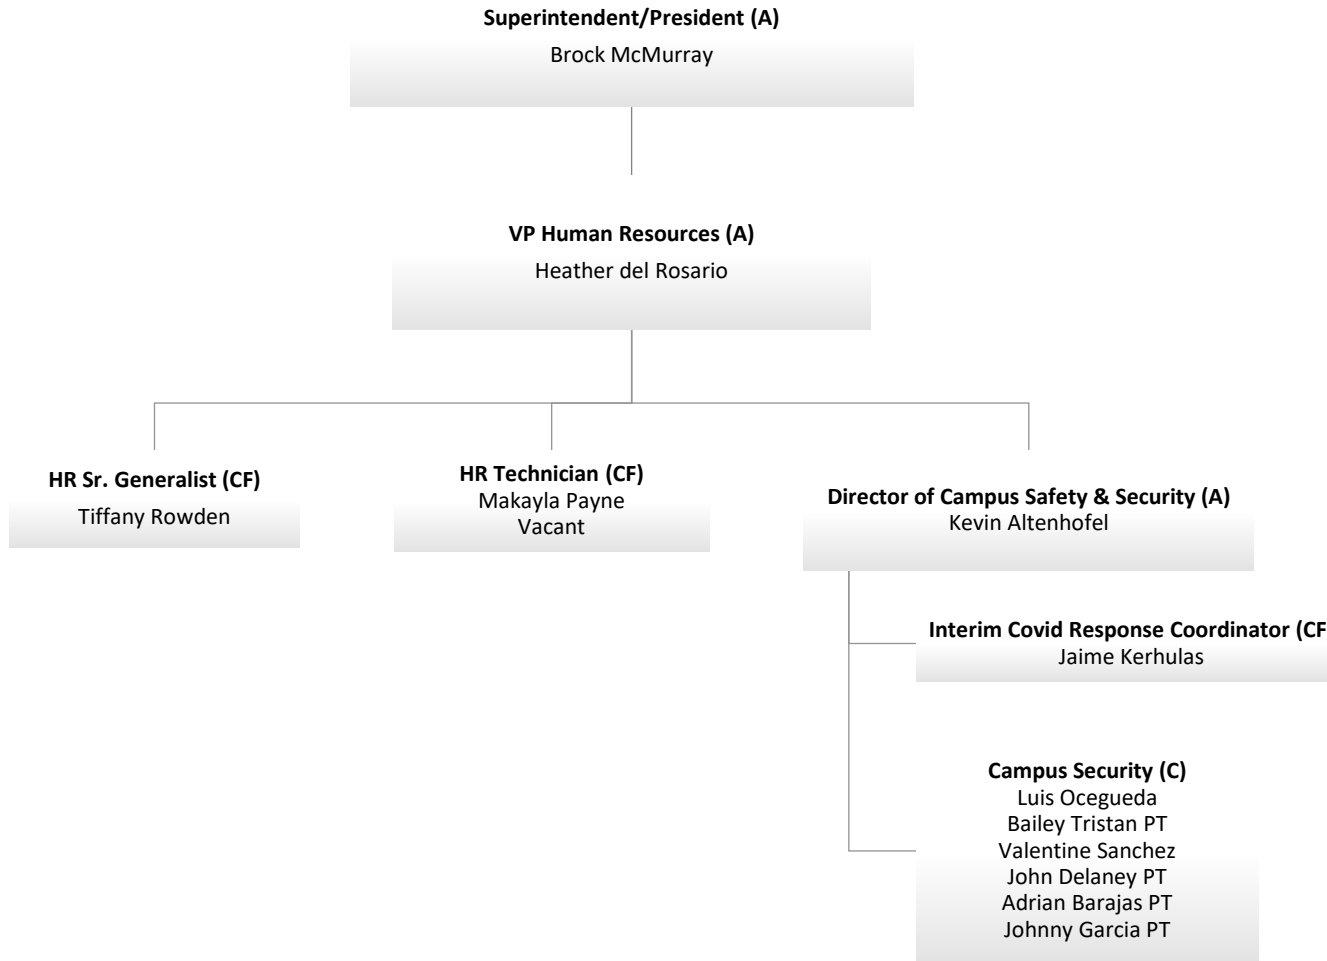 Superintendent/President (A)
Brock McMurray
VP Human Resources (A)
Heather del Rosario
HR Sr. Generalist (CF)
Tiffany Rowden
HR Technician (CF)
Makayla Payne
Vacant
Director of Campus Safety & Security (A)
Kevin Altenhofel
Interim Covid Response Coordinator (CF
Jaime Kerhulas
Campus Security (C)
Luis Ocegueda
Bailey Tristan PT
Valentine Sanchez
John Delaney PT
Adrian Barajas PT
Johnny Garcia PT